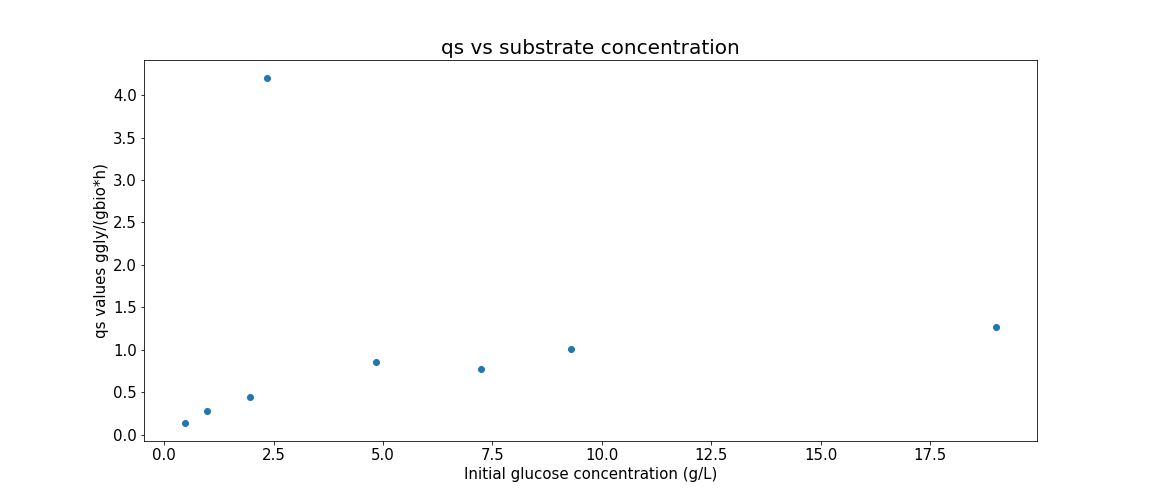 qs vs substrate concentration
4.0
3.5
3.0
2.5
2.0
1.5
1.0
0.5
0.0
qs values ggly/(gbio*h)
0.0 2.5 5.0 7.5 10.0 12.5 15.0 17.5
Initial glucose concentration (g/L)